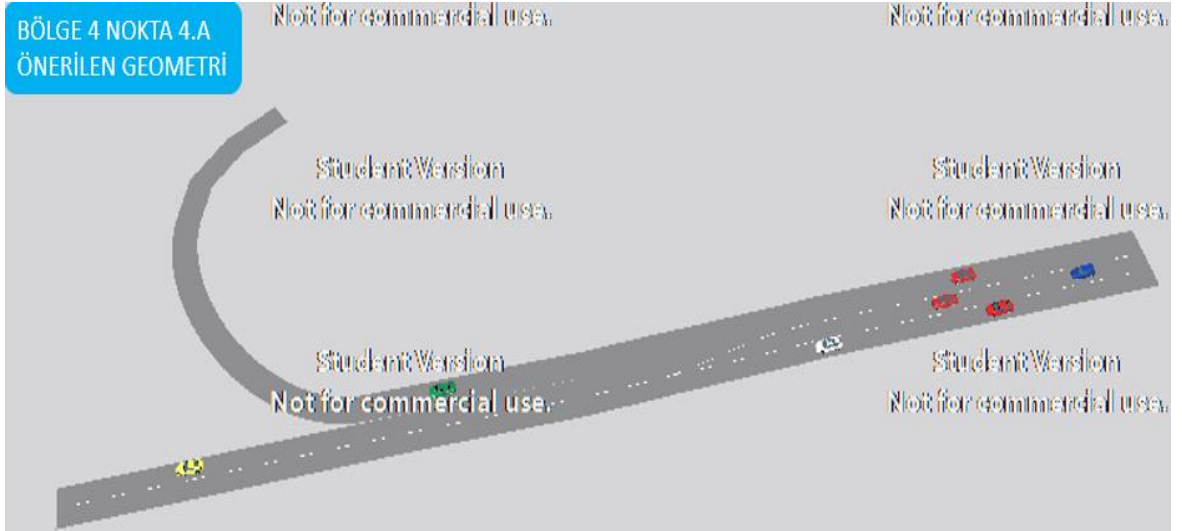 BÖLGE 4 NOKTA 4.A
ÖNERİLEN GEOMETRİ
Not for commercial use.
Not for commercial use.
Student Version
Not for commercial use.
Student Version
Not for commercial use.
Student Version
Not for commercial use.
Student Version
Not for commercial use.